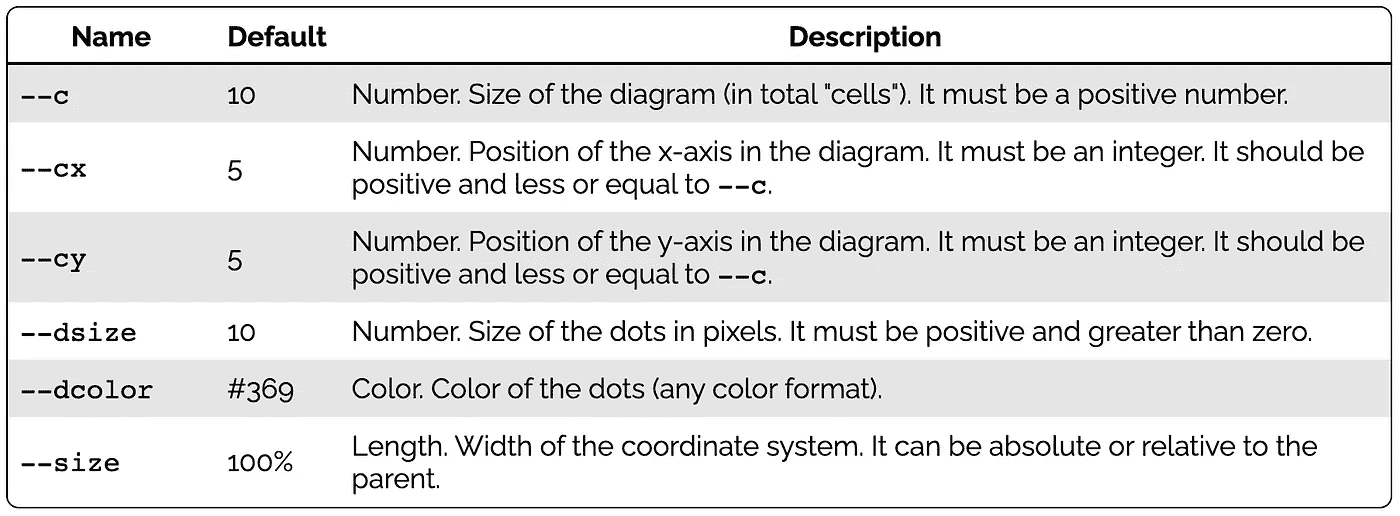 Name Default Description
--c 10 Number. Size of the diagram (in total "cells"). It must be a positive number.
Number. Position of the x-axis in the diagram. It must be an integer. It should be
--cx 5
positive and less or equal to --c.
Number. Position of the y-axis in the diagram. It must be an integer. It should be
--cy 5
positive and less or equal to --c.
--dsize 10 Number. Size of the dots in pixels. It must be positive and greater than zero.
--dcolor #369 Color. Color of the dots (any color format).
Length. Width of the coordinate system. It can be absolute or relative to the
--size 100%
parent.